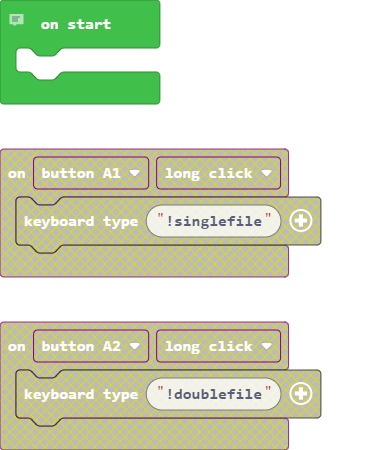 on start
on button A1 long click
keyboard type "!singlefile"
on button A2 long click
keyboard type "!doublefile"